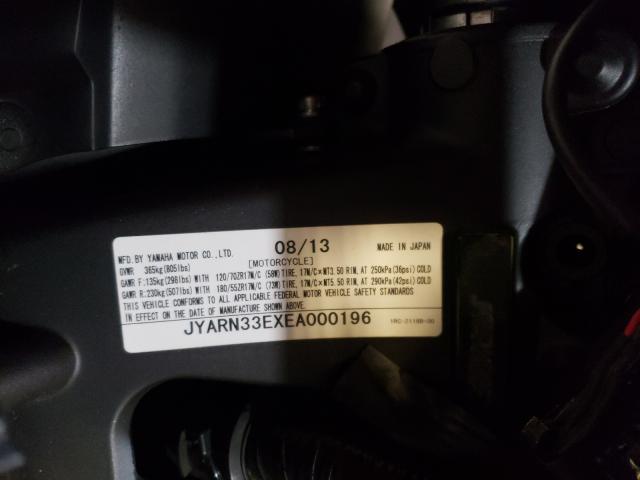 MFD.BY YAMAHA MOTOR CO.,LTD. 08/13 MADE IN JAPAN
GVWR 365kg(805lbs) [MOTORCYCLE]
GAWR F:135kg(298lbs)WITH 120/70ZR17M/C (58W)TIRE, 17M/C×MT3.50 RIM, AT 250kPa(36psi)COLD
GAWR R:230kg(507lbs)WITH 180/55ZR17M/C (73W)TIRE, 17M/C×MT5.50 RIM, AT 290kPa(42psi)COLD
THIS VEHICLE CONFORMS TO ALL APPLICABLE FEDERAL MOTOR VEHICLE SAFETY STANDARDS
IN EFFECT ON THE DATE OF MANUFACTURE SHOWN ABOVE.
JYARN33EXEA000196 1RC-2118B-00